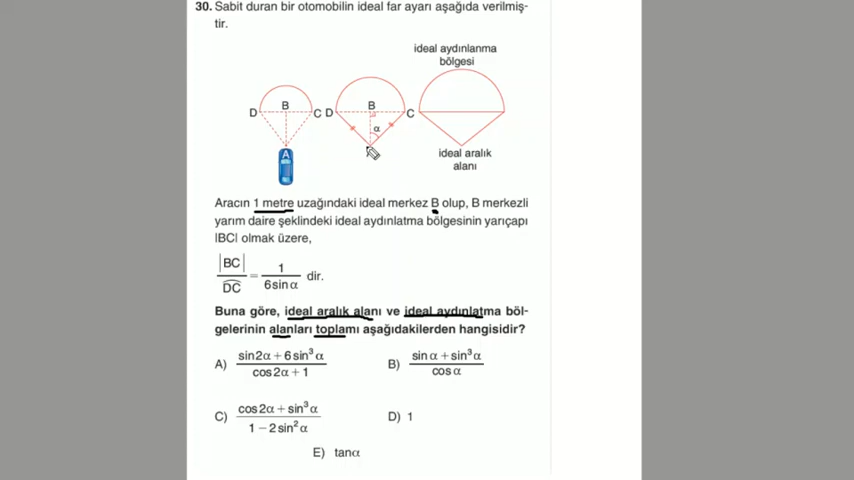 30. Sabit duran bir otomobilin ideal far ayarı aşağıda verilmiş-
tir.
ideal aydınlanma
bölgesi
D B C D B C
α
A
ideal aralık
alanı
Aracın 1 metre uzağındaki ideal merkez B olup, B merkezli
yarım daire şeklindeki ideal aydınlatma bölgesinin yarıçapı
|BC| olmak üzere,
|BC| / DC = 1 / 6sinα dir.
Buna göre, ideal aralık alanı ve ideal aydınlatma böl-
gelerinin alanları toplamı aşağıdakilerden hangisidir?
A) sin2α + 6sin³α / cos2α + 1
B) sinα + sin³α / cosα
C) cos2α + sin³α / 1 − 2sin²α
D) 1
E) tanα